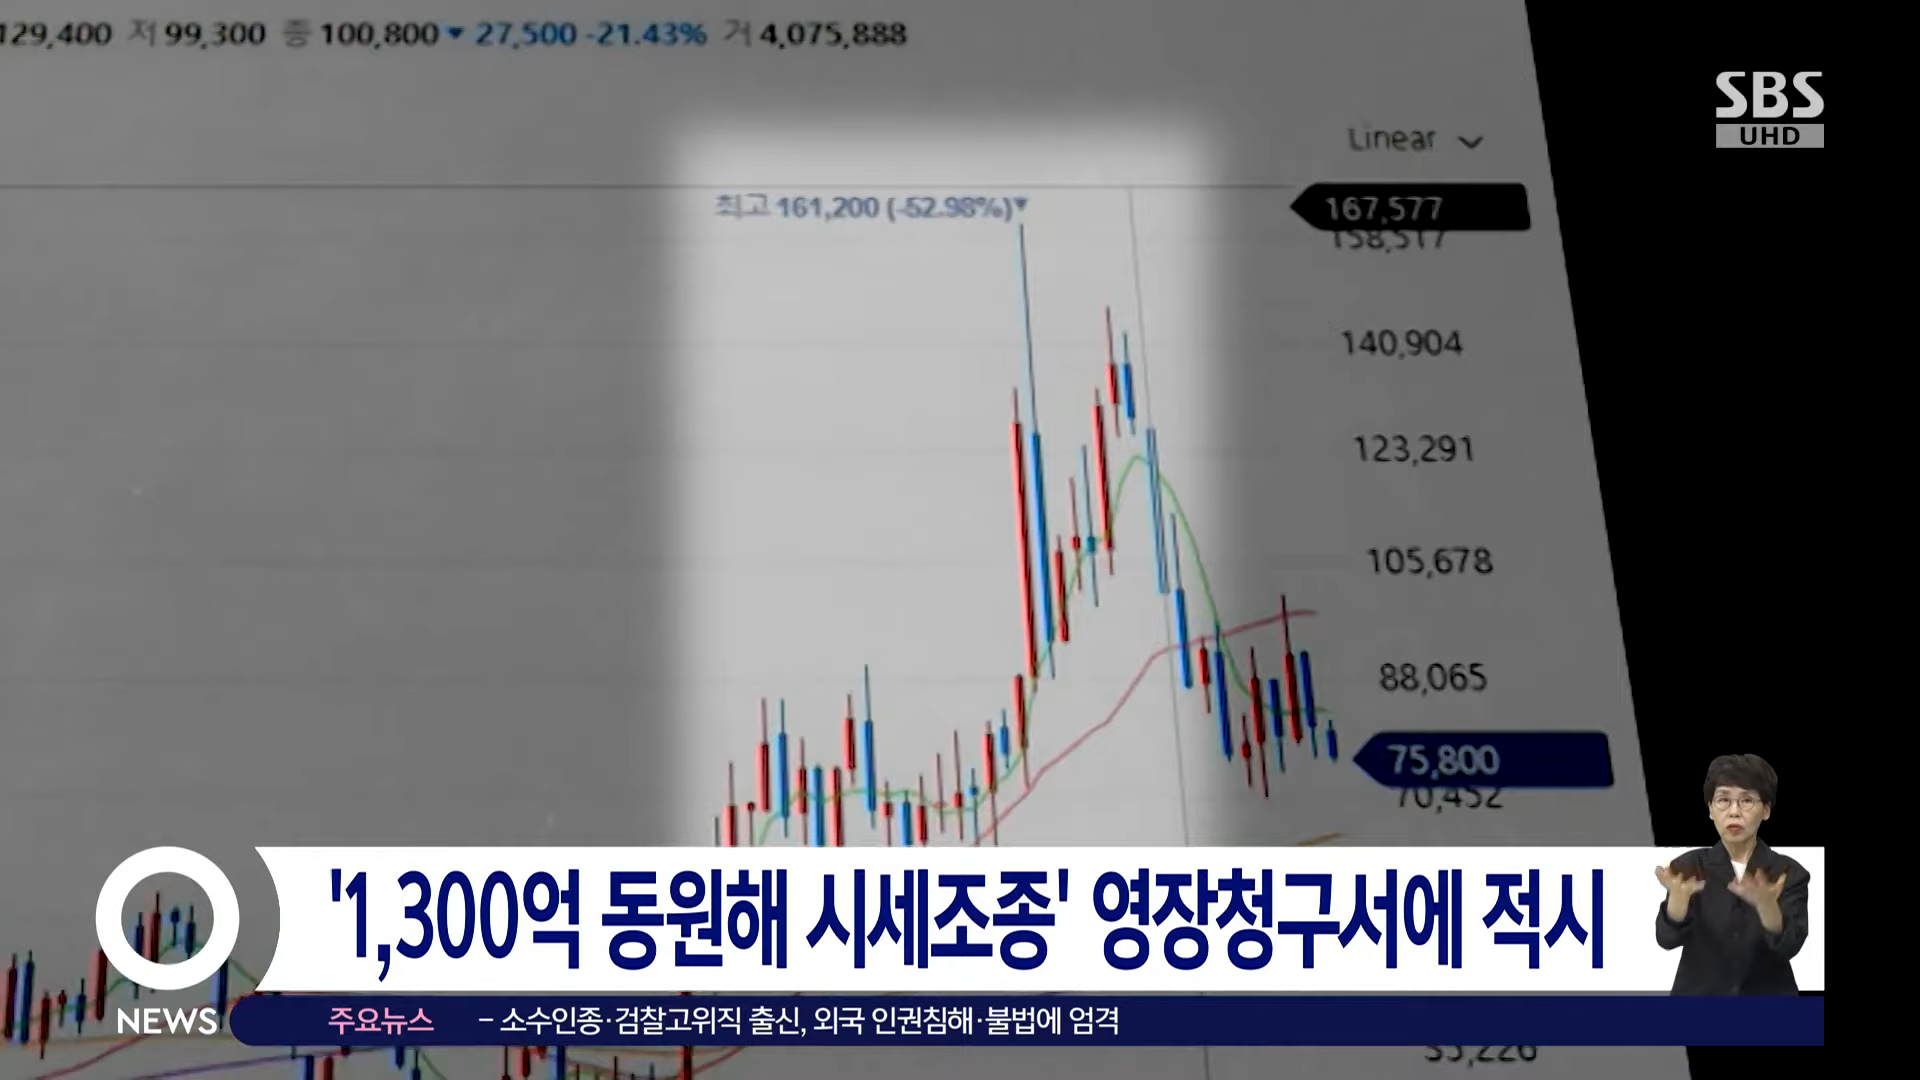 129,400 저 99,300 종 100,800 ▼ 27,500 -21.43% 거 4,075,888
SBS
UHD
Linear
최고 161,200 (-52.98%)▼
167,577
158,517
140,904
123,291
105,678
88,065
75,800
70,452
'1,300억 동원해 시세조종' 영장청구서에 적시
NEWS
주요뉴스 - 소수인종·검찰고위직 출신, 외국 인권침해·불법에 엄격